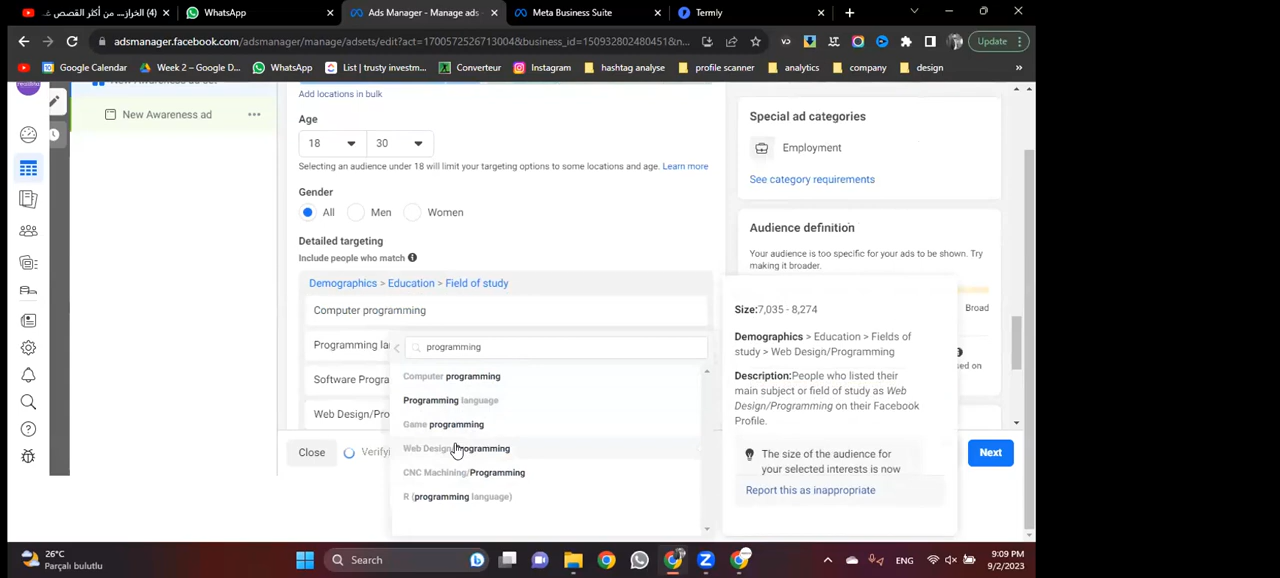 (4) الخراز... من أكثر القصص غ
WhatsApp
Ads Manager - Manage ads -
Meta Business Suite
Termly
adsmanager.facebook.com/adsmanager/manage/adsets/edit?act=1700572526713004&business_id=150932802480451&n...
Update
Google Calendar
Week 2 – Google D...
WhatsApp
List | trusty investm...
Converteur
Instagram
hashtag analyse
profile scanner
analytics
company
design
»
New Awareness ad
Add locations in bulk
Age
18
30
Selecting an audience under 18 will limit your targeting options to some locations and age. Learn more
Gender
All
Men
Women
Detailed targeting
Include people who match
Demographics > Education > Field of study
Computer programming
Programming lan
Software Progra
Web Design/Pro
programming
Computer programming
Programming language
Game programming
Web Design/Programming
CNC Machining/Programming
R (programming language)
Close
Verifyi
Next
Special ad categories
Employment
See category requirements
Audience definition
Your audience is too specific for your ads to be shown. Try
making it broader.
Broad
sed on
Size:7,035 - 8,274
Demographics > Education > Fields of
study > Web Design/Programming
Description:People who listed their
main subject or field of study as Web
Design/Programming on their Facebook
Profile.
The size of the audience for
your selected interests is now
Report this as inappropriate
26°C
Parçalı bulutlu
Search
ENG
9:09 PM
9/2/2023